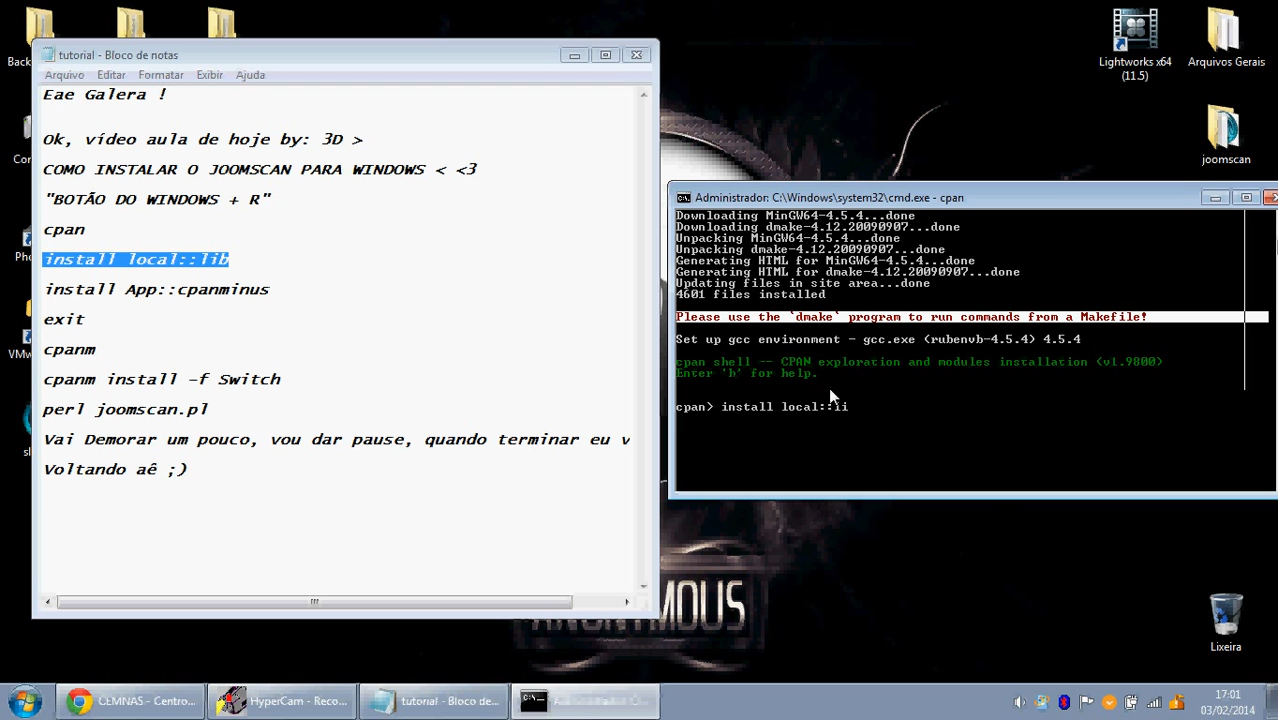 Lightworks x64
(11.5)
Arquivos Gerais
joomscan
tutorial - Bloco de notas
Arquivo Editar Formatar Exibir Ajuda
Eae Galera !
Ok, vídeo aula de hoje by: 3D >
COMO INSTALAR O JOOMSCAN PARA WINDOWS < <3
"BOTÃO DO WINDOWS + R"
cpan
install local::lib
install App::cpanminus
exit
cpanm
cpanm install -f Switch
perl joomscan.pl
Vai Demorar um pouco, vou dar pause, quando terminar eu v
Voltando aê ;)
Administrador: C:\Windows\system32\cmd.exe - cpan
Downloading MinGW64-4.5.4...done
Downloading dmake-4.12.20090907...done
Unpacking MinGW64-4.5.4...done
Unpacking dmake-4.12.20090907...done
Generating HTML for MinGW64-4.5.4...done
Generating HTML for dmake-4.12.20090907...done
Updating files in site area...done
4601 files installed
Please use the `dmake` program to run commands from a Makefile!
Set up gcc environment - gcc.exe (rubenvb-4.5.4) 4.5.4
cpan shell -- CPAN exploration and modules installation (v1.9800)
Enter 'h' for help.
cpan> install local::li
Lixeira
CEMNAS - Centro...
HyperCam - Reco...
tutorial - Bloco de...
17:01
03/02/2014